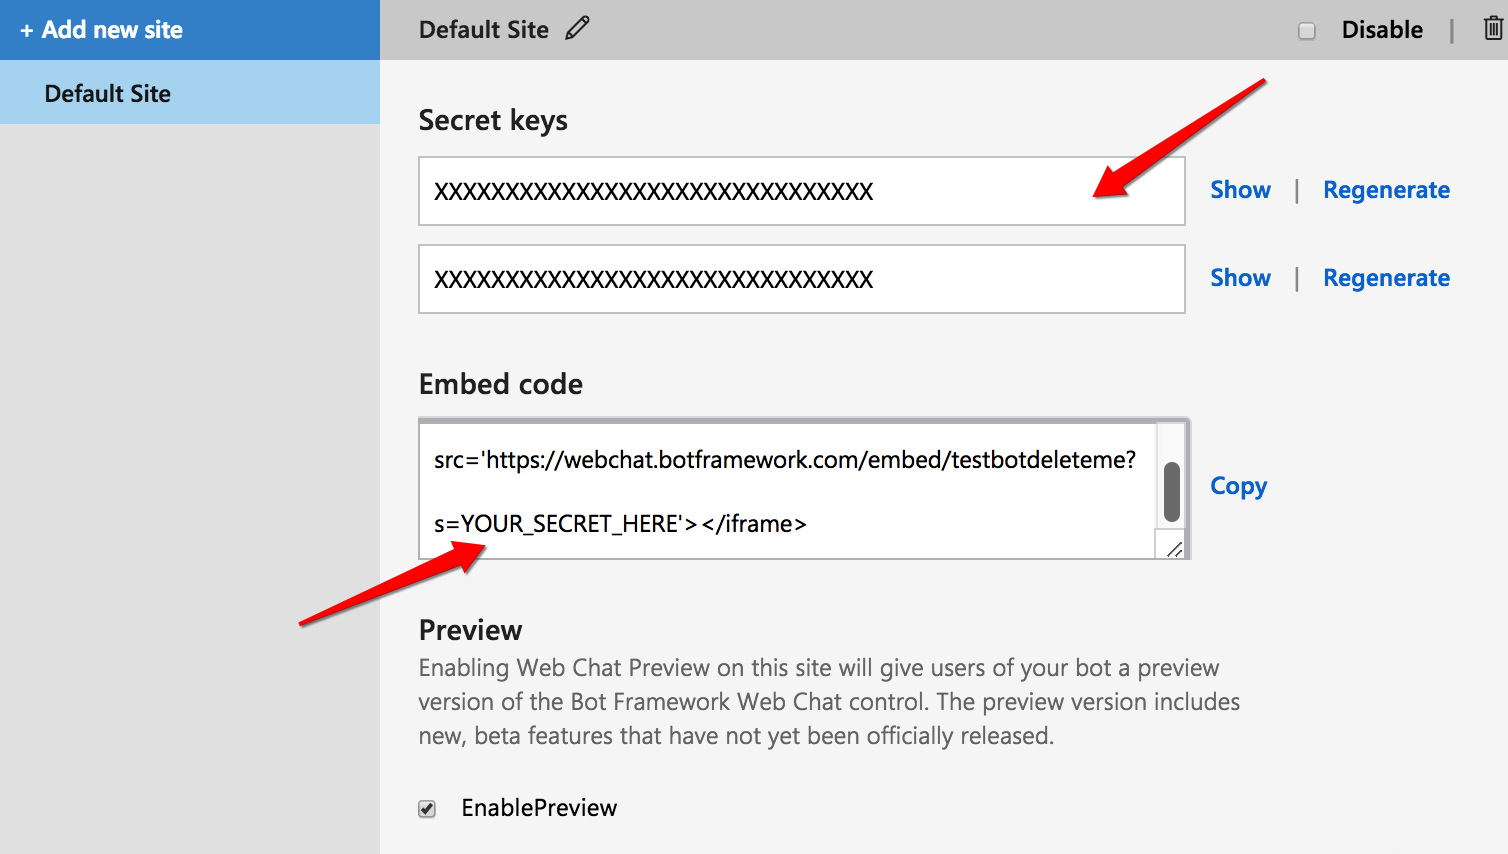 + Add new site
Default Site
Default Site
Disable |
Secret keys
XXXXXXXXXXXXXXXXXXXXXXXXXXXXXXX
Show | Regenerate
XXXXXXXXXXXXXXXXXXXXXXXXXXXXXXX
Show | Regenerate
Embed code
src='https://webchat.botframework.com/embed/testbotdeleteme?
s=YOUR_SECRET_HERE'></iframe>
Copy
Preview
Enabling Web Chat Preview on this site will give users of your bot a preview
version of the Bot Framework Web Chat control. The preview version includes
new, beta features that have not yet been officially released.
EnablePreview